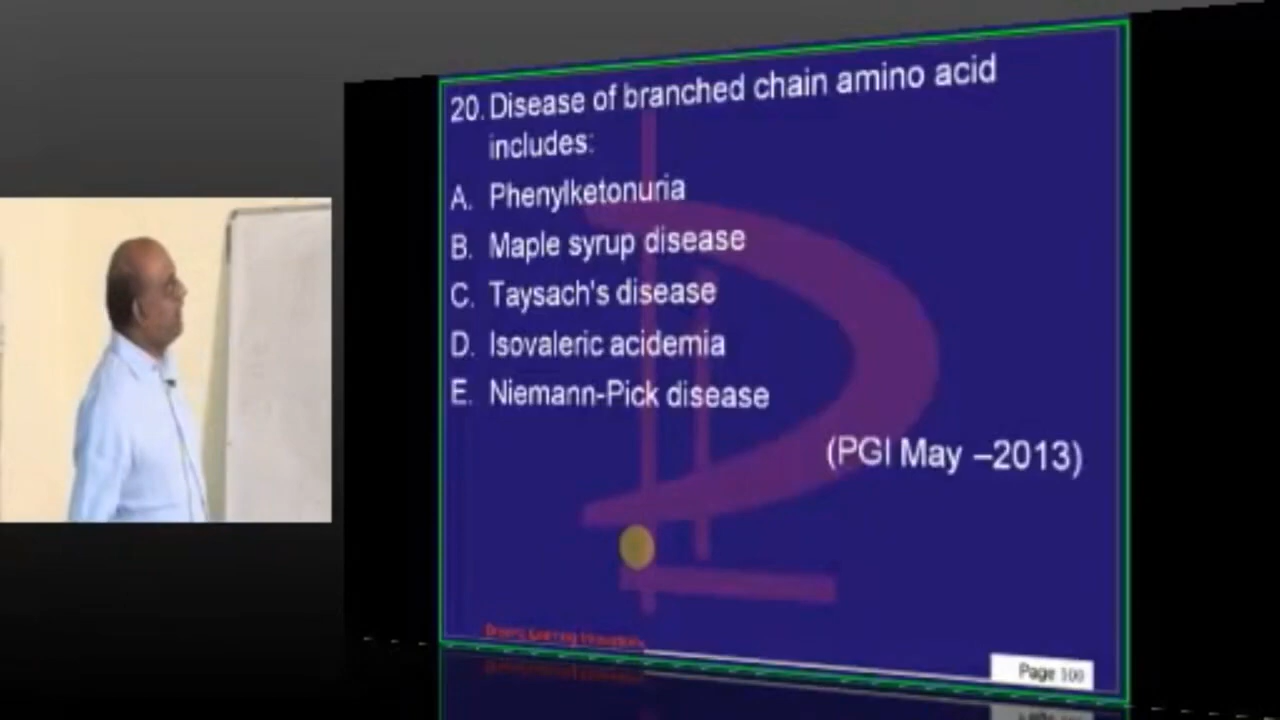 20. Disease of branched chain amino acid
includes:
A. Phenylketonuria
B. Maple syrup disease
C. Taysach's disease
D. Isovaleric acidemia
E. Niemann-Pick disease
(PGI May –2013)
Page 100